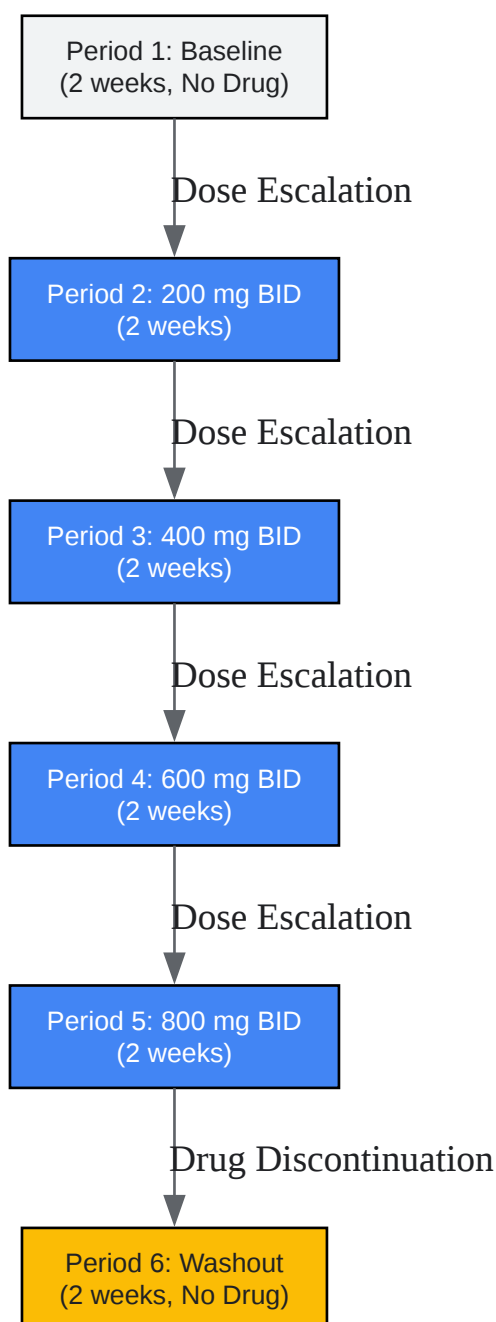 Period 1: Baseline
(2 weeks, No Drug)
Dose Escalation
Period 2: 200 mg BID
(2 weeks)
Dose Escalation
Period 3: 400 mg BID
(2 weeks)
Dose Escalation
Period 4: 600 mg BID
(2 weeks)
Dose Escalation
Period 5: 800 mg BID
(2 weeks)
Drug Discontinuation
Period 6: Washout
(2 weeks, No Drug)